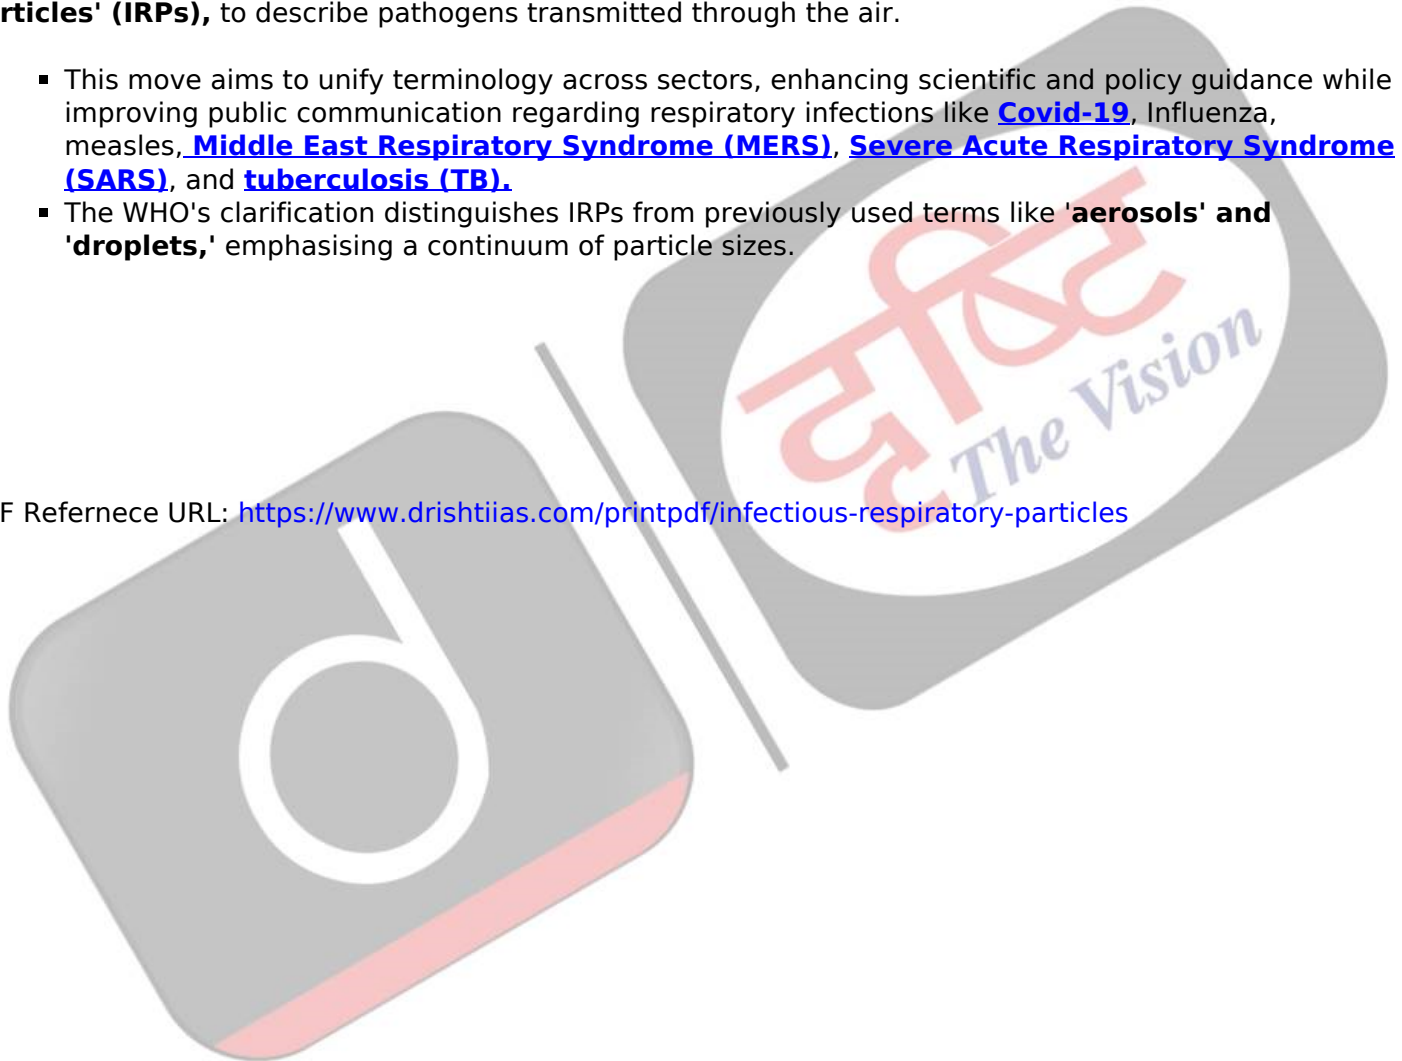 rticles' (IRPs), to describe pathogens transmitted through the air.
▪ This move aims to unify terminology across sectors, enhancing scientific and policy guidance while
improving public communication regarding respiratory infections like Covid-19, Influenza,
measles, Middle East Respiratory Syndrome (MERS), Severe Acute Respiratory Syndrome
(SARS), and tuberculosis (TB).
▪ The WHO's clarification distinguishes IRPs from previously used terms like 'aerosols' and
'droplets,' emphasising a continuum of particle sizes.
दृष्टि
The Vision
F Refernece URL: https://www.drishtiias.com/printpdf/infectious-respiratory-particles
d